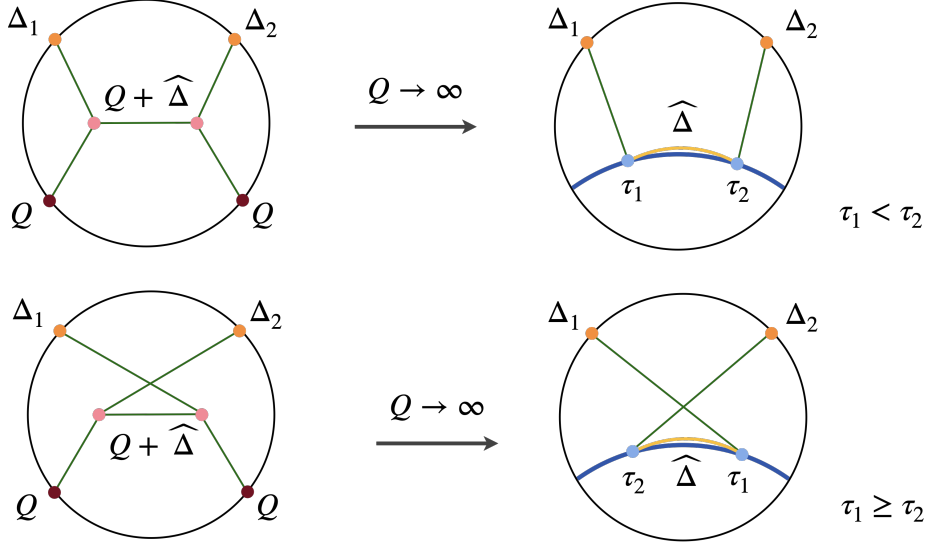 Δ₁ Δ₂ Δ₁ Δ₂
Q + Δ̂ Q → ∞ Δ̂
τ₁ τ₂
Q Q τ₁ < τ₂
Δ₁ Δ₂ Δ₁ Δ₂
Q → ∞
Q + Δ̂ τ₂ Δ̂ τ₁
Q Q τ₁ ≥ τ₂